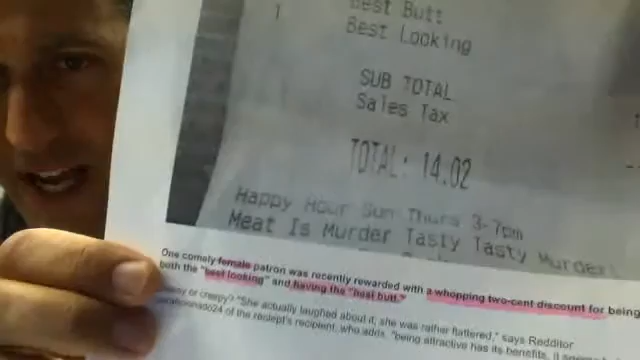 1 Best Butt
Best Looking
SUB TOTAL
Sales Tax
TOTAL: 14.02
Happy Hour Sun Thurs 3-7pm
Meat Is Murder Tasty Tasty Murder!
One comely female patron was recently rewarded with a whopping two-cent discount for being
both the "best looking" and having the "best butt."
or creepy? "She actually laughed about it, she was rather flattered," says Redditor
of the receipt's recipient, who adds, "being attractive has its benefits, it